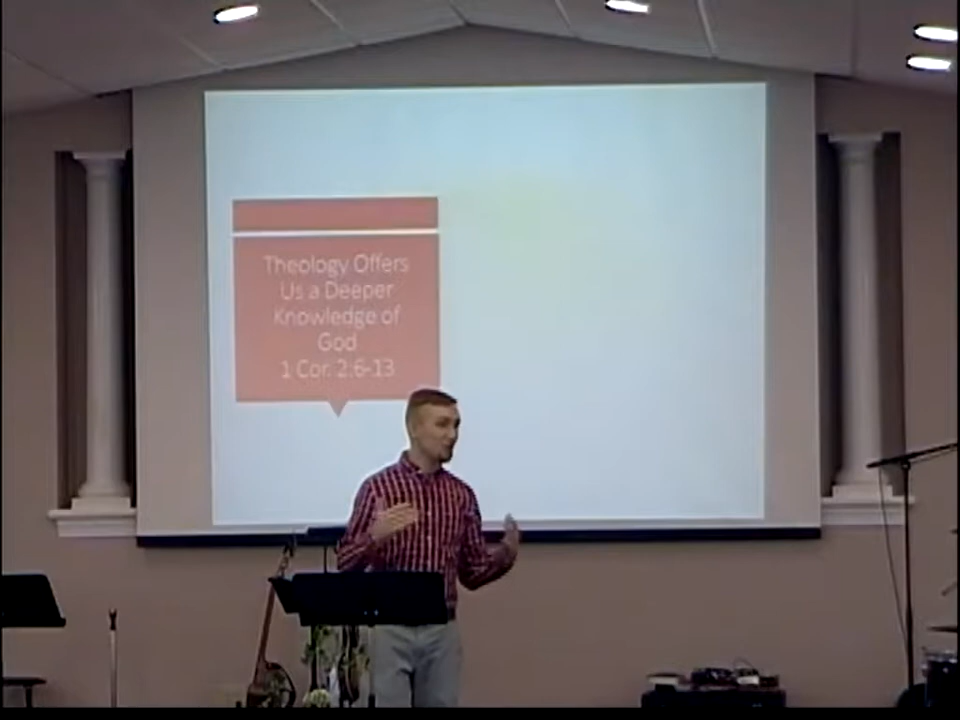 Theology Offers
Us a Deeper
Knowledge of
God
1 Cor. 2:6-13